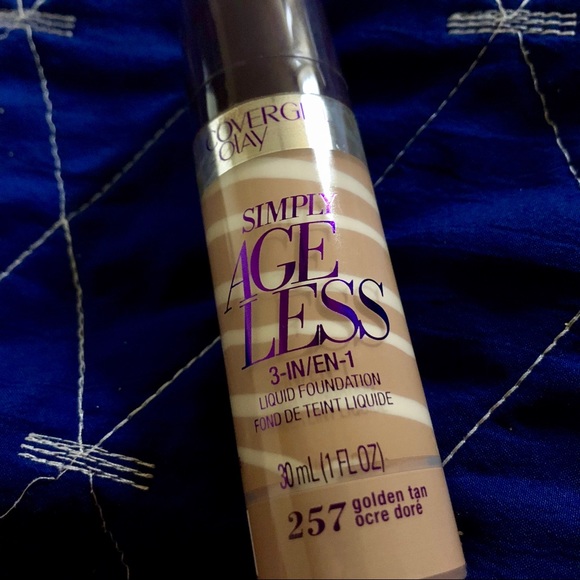 COVERGI
OLAY
SIMPLY
AGE
LESS
3-IN/EN-1
LIQUID FOUNDATION
FOND DE TEINT LIQUIDE
30 mL (1 FL OZ)
257 golden tan
ocre doré